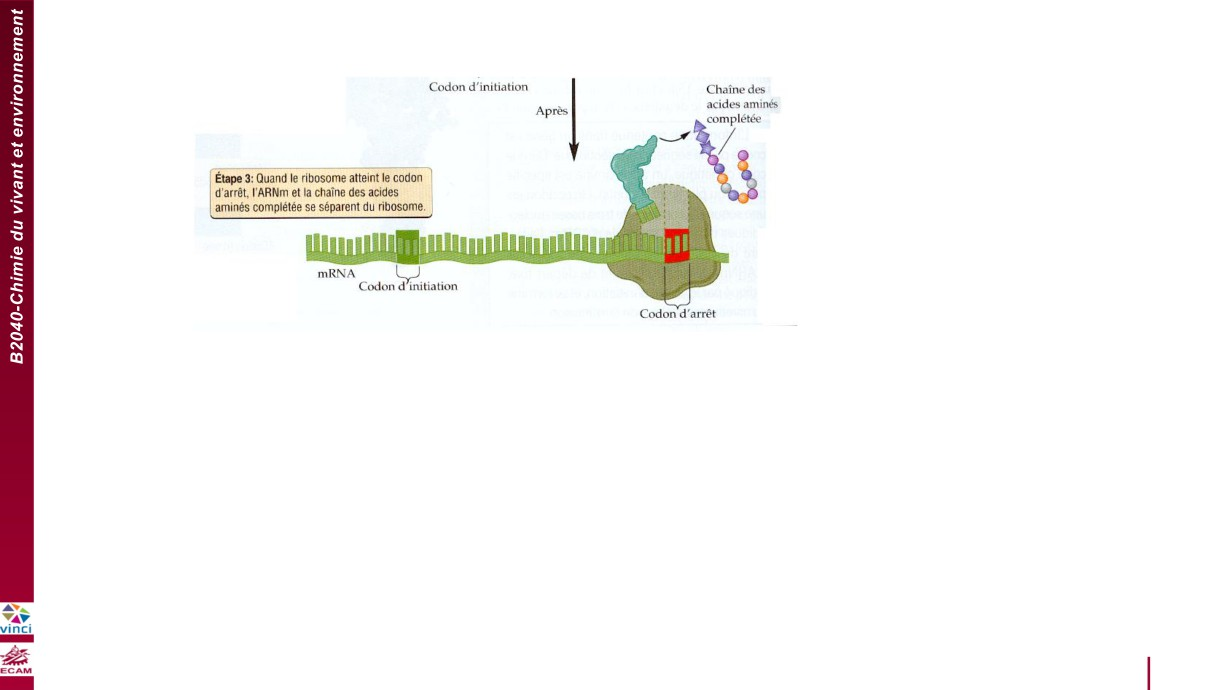 B2040-Chimie du vivant et environnement
Codon d'initiation
Après
Chaîne des
acides aminés
complétée
Étape 3: Quand le ribosome atteint le codon
d'arrêt, l'ARNm et la chaîne des acides
aminés complétée se séparent du ribosome.
mRNA
Codon d'initiation
Codon d'arrêt
vinci
ECAM